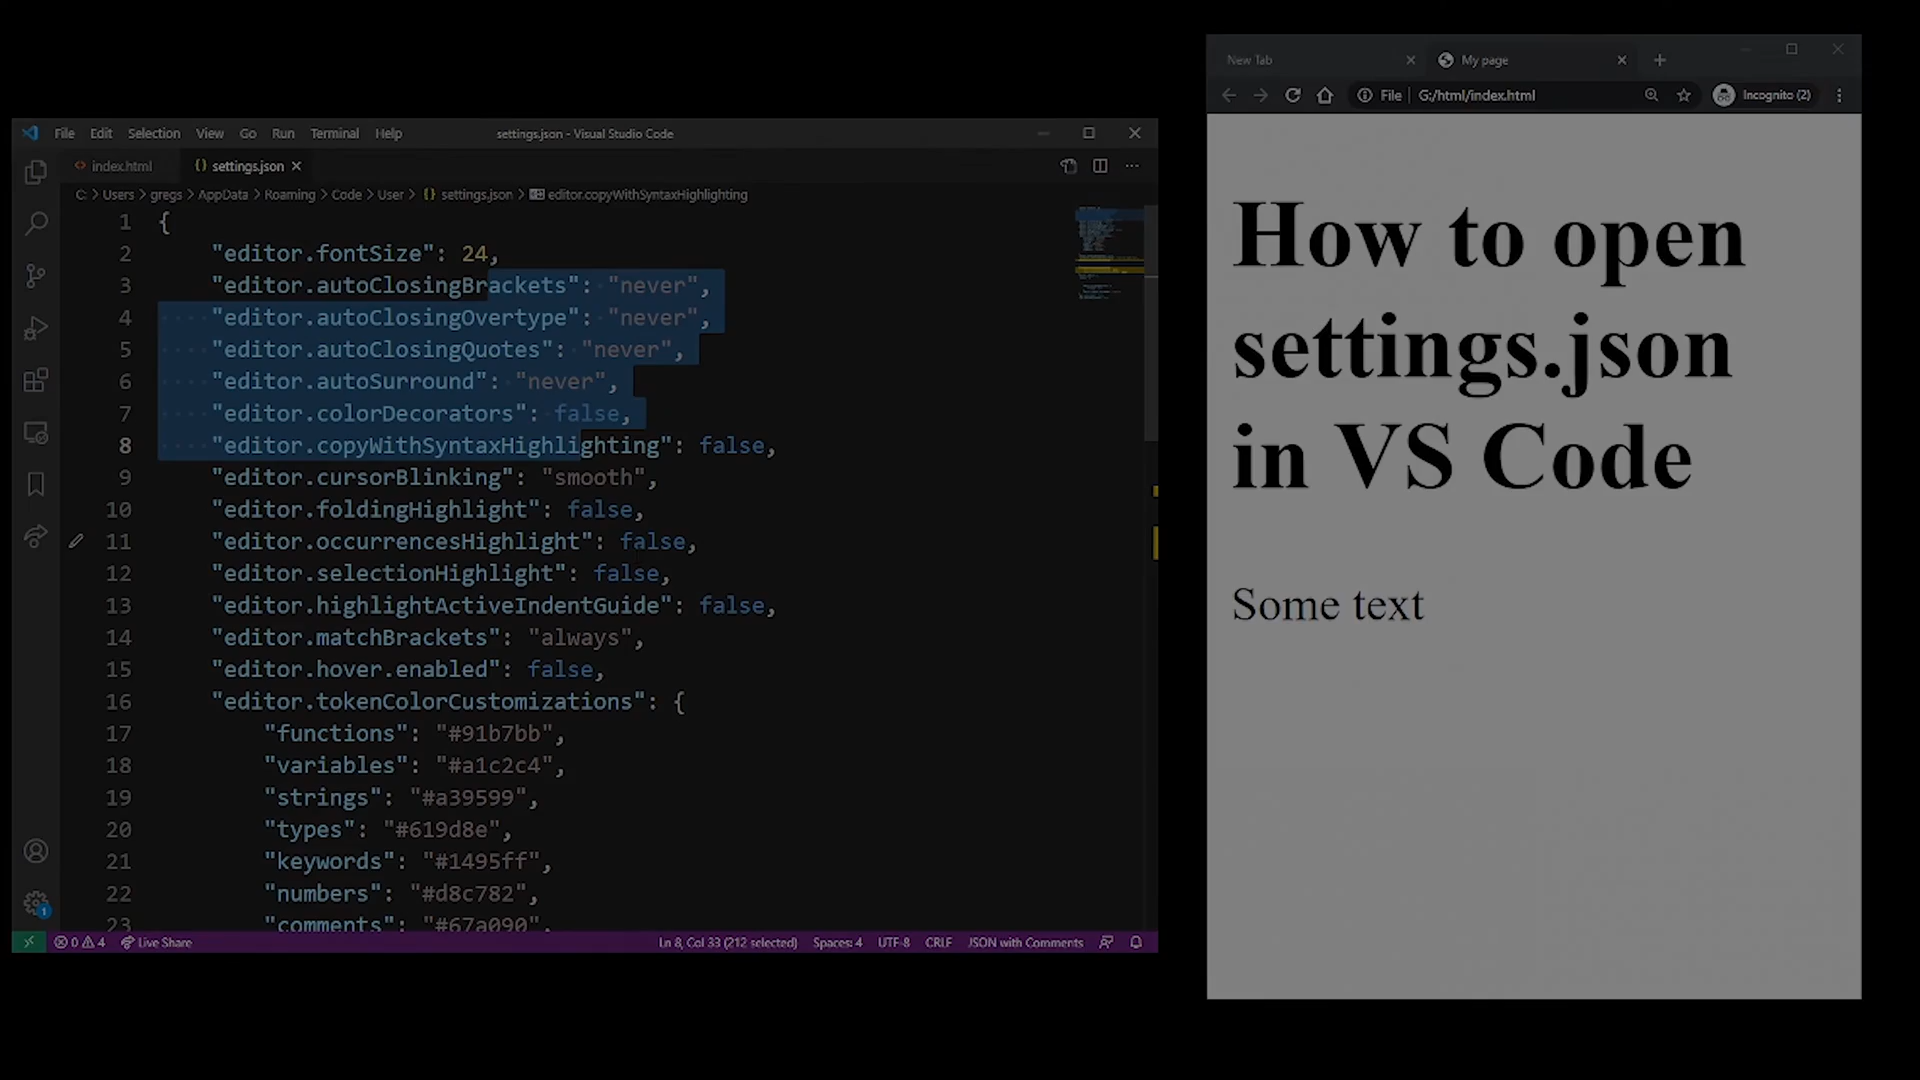 File Edit Selection View Go Run Terminal Help settings.json - Visual Studio Code
index.html {} settings.json
C: > Users > gregs > AppData > Roaming > Code > User > {} settings.json > editor.copyWithSyntaxHighlighting
1 {
2 "editor.fontSize": 24,
3 "editor.autoClosingBrackets": "never",
4 "editor.autoClosingOvertype": "never",
5 "editor.autoClosingQuotes": "never",
6 "editor.autoSurround": "never",
7 "editor.colorDecorators": false,
8 "editor.copyWithSyntaxHighlighting": false,
9 "editor.cursorBlinking": "smooth",
10 "editor.foldingHighlight": false,
11 "editor.occurrencesHighlight": false,
12 "editor.selectionHighlight": false,
13 "editor.highlightActiveIndentGuide": false,
14 "editor.matchBrackets": "always",
15 "editor.hover.enabled": false,
16 "editor.tokenColorCustomizations": {
17 "functions": "#91b7bb",
18 "variables": "#a1c2c4",
19 "strings": "#a39599",
20 "types": "#619d8e",
21 "keywords": "#1495ff",
22 "numbers": "#d8c782",
23 "comments": "#67a090",
1
0 4 Live Share Ln 8, Col 33 (212 selected) Spaces: 4 UTF-8 CRLF JSON with Comments
New Tab My page
File | G:/html/index.html Incognito (2)
How to open
settings.json
in VS Code
Some text